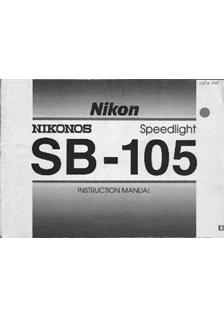 Nikon
NIKONOS Speedlight
SB-105
INSTRUCTION MANUAL
E